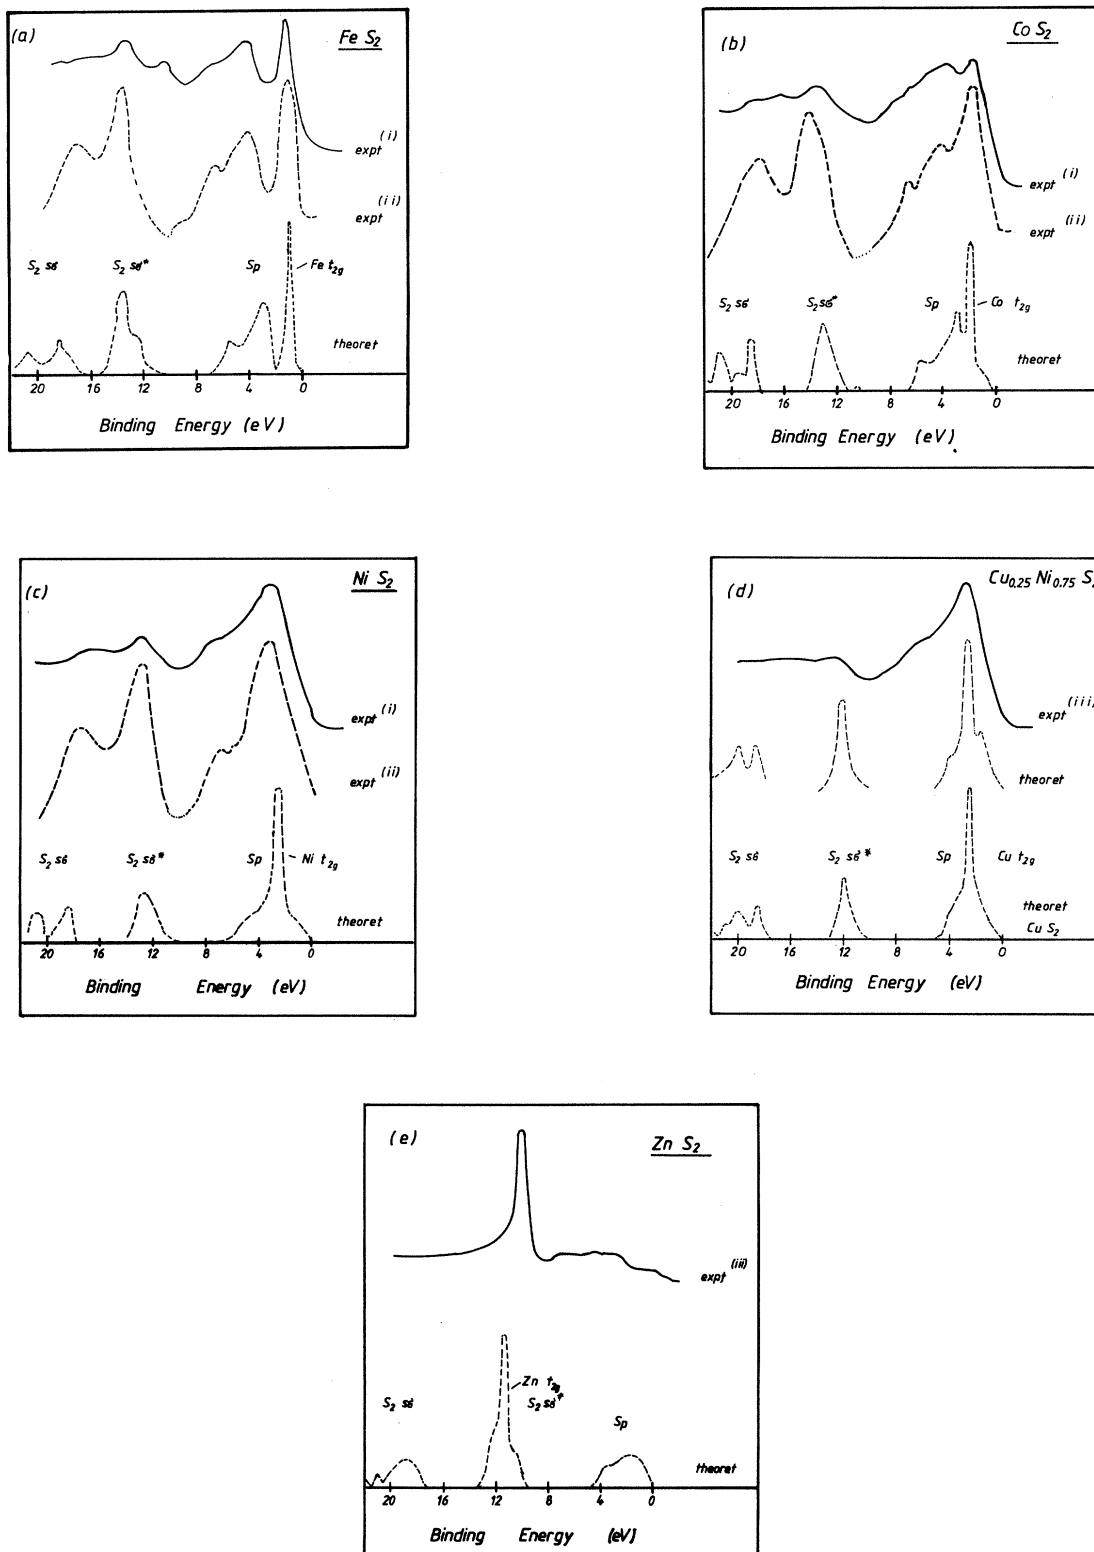 (a) Fe S₂
expt (i)
expt (ii)
S₂ sσ S₂ sσ* Sp Fe t₂g
theoret
20 16 12 8 4 0
Binding Energy (eV)
(b) Co S₂
expt (i)
expt (ii)
S₂ sσ S₂ sσ* Sp Co t₂g
theoret
20 16 12 8 4 0
Binding Energy (eV)
(c) Ni S₂
expt (i)
expt (ii)
S₂ sσ S₂ sσ* Sp Ni t₂g
theoret
20 16 12 8 4 0
Binding Energy (eV)
(d) Cu₀.₂₅ Ni₀.₇₅ S
expt (iii)
theoret
S₂ sσ S₂ sσ* Sp Cu t₂g
theoret
Cu S₂
20 16 12 8 4 0
Binding Energy (eV)
(e) Zn S₂
expt (iii)
Zn t₂g
S₂ sσ S₂ sσ*
Sp
theoret
20 16 12 8 4 0
Binding Energy (eV)